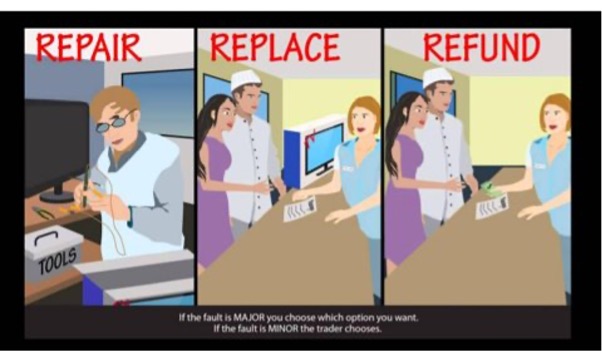 REPAIR
REPLACE
REFUND
TOOLS
If the fault is MAJOR you choose which option you want.
If the fault is MINOR the trader chooses.